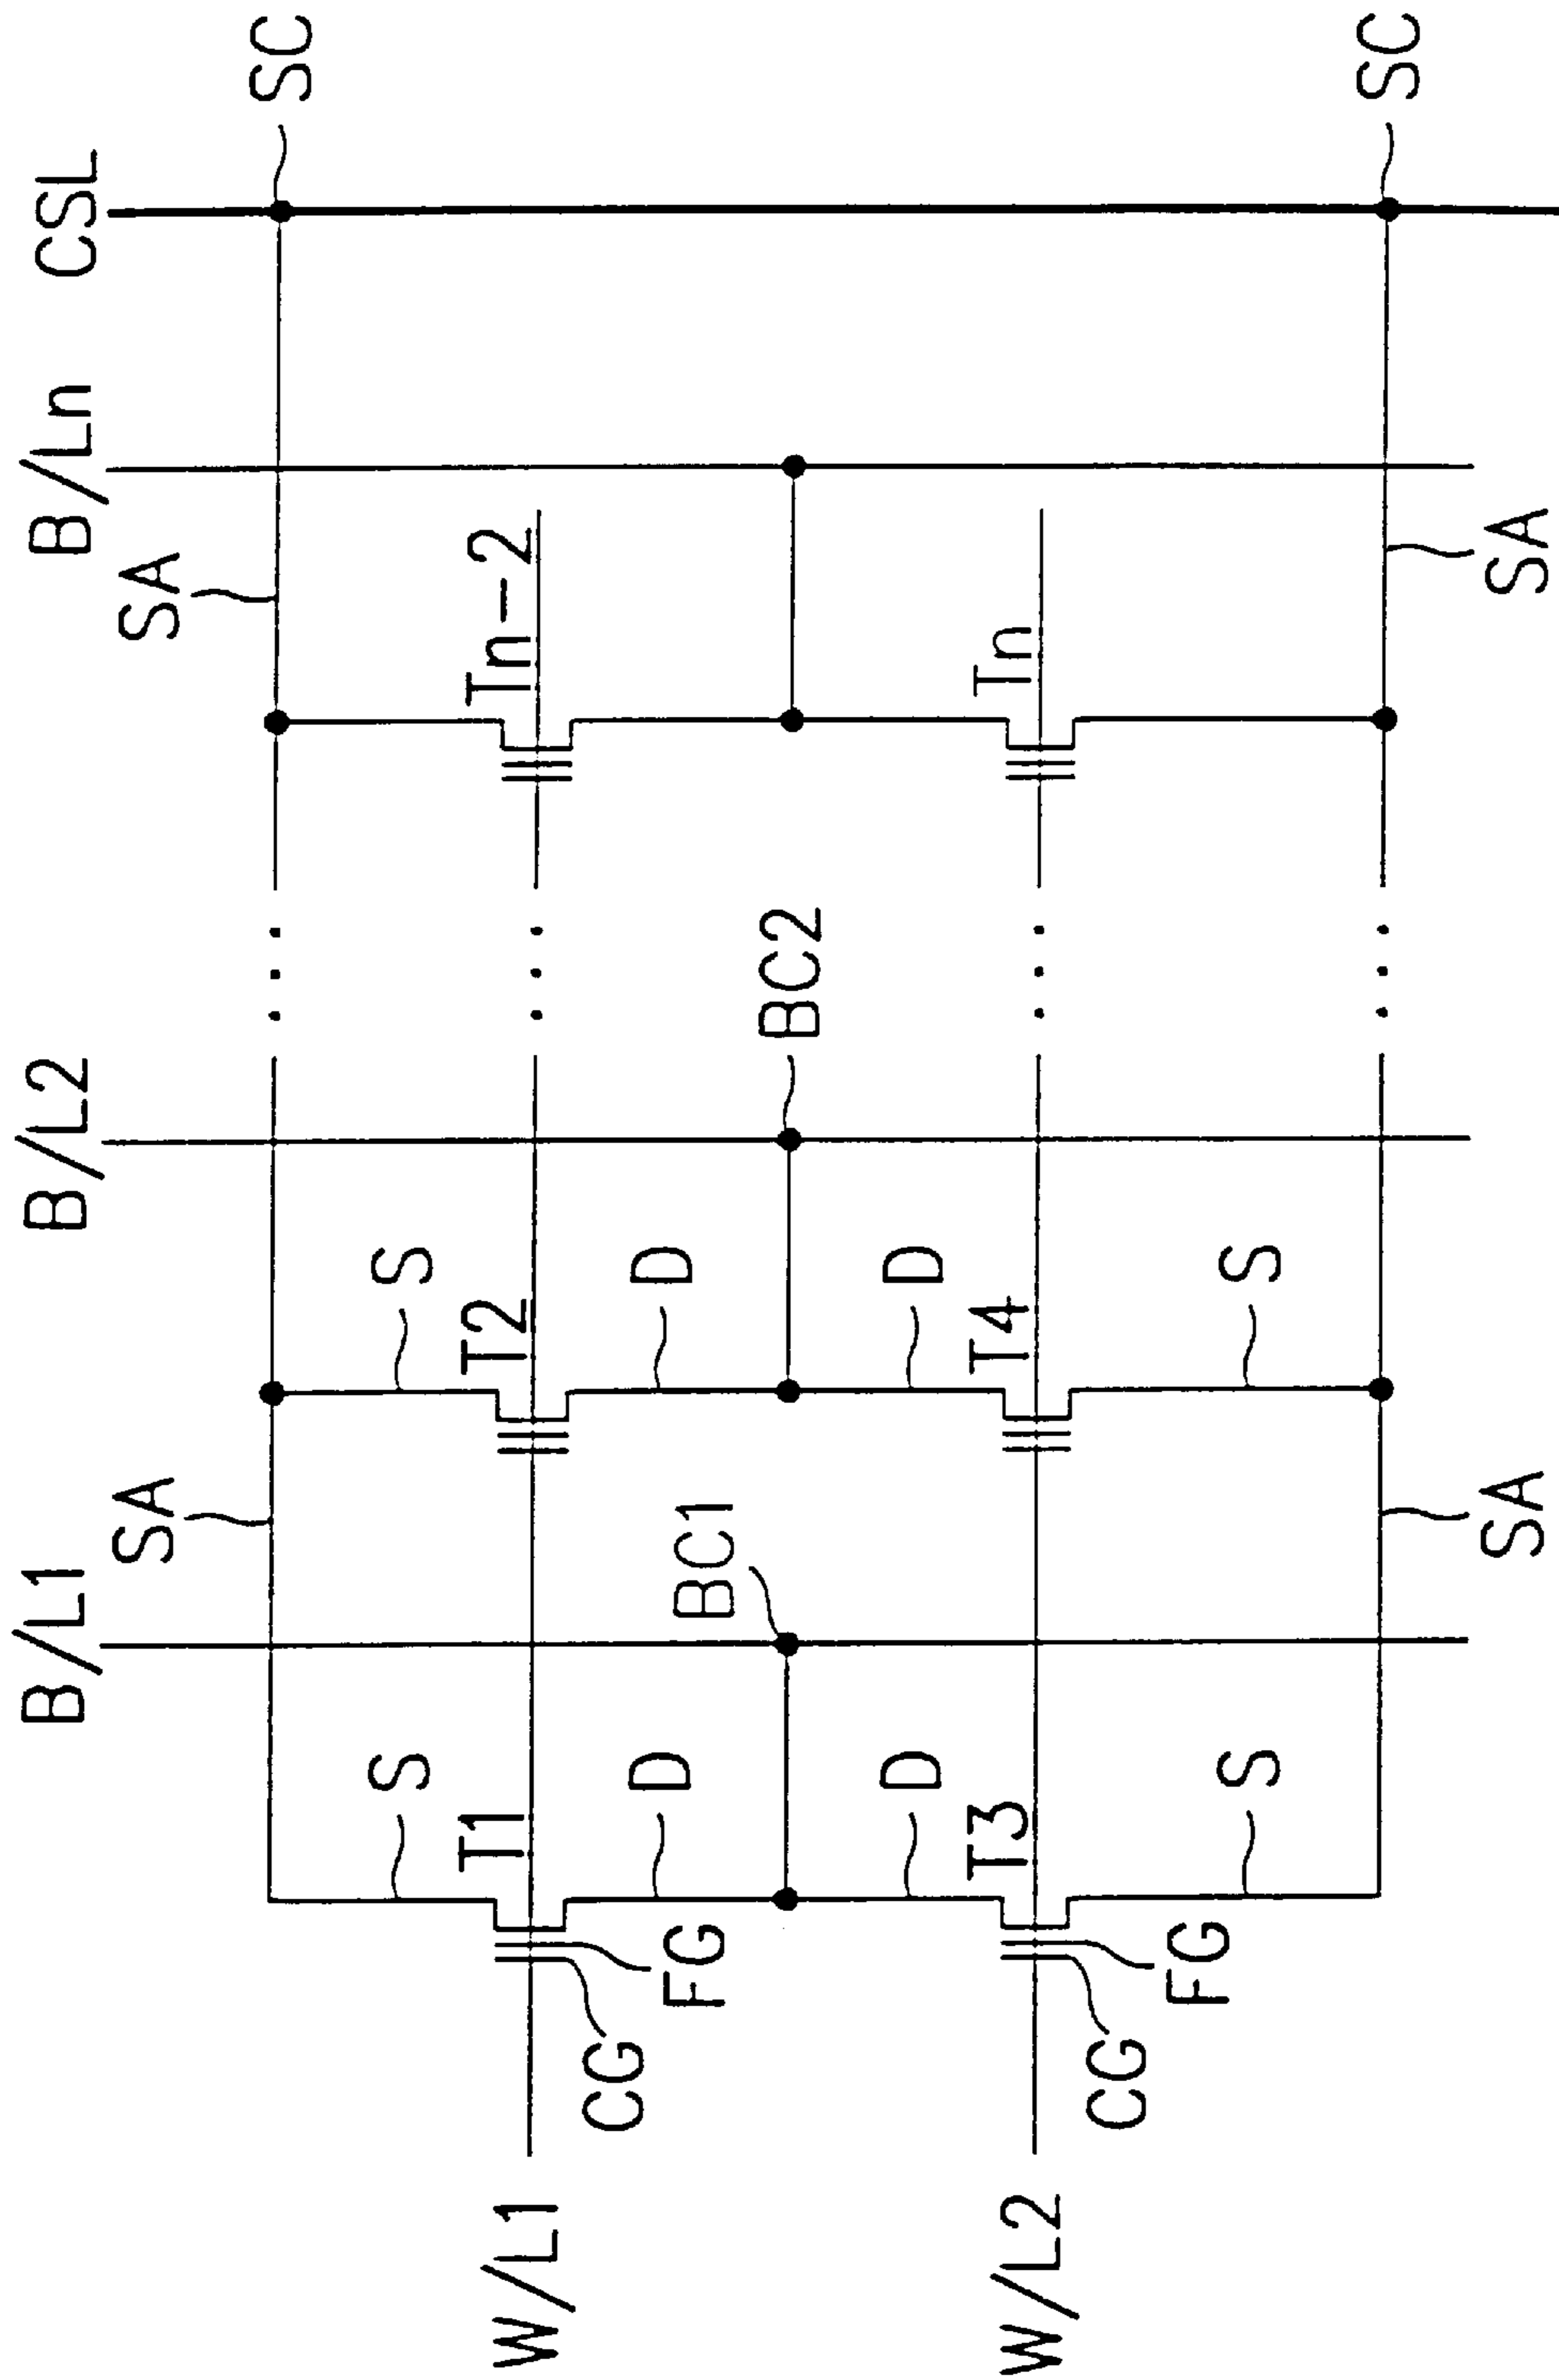 B/L1
B/L2
B/Ln
CSL
SA
SA
SC
S
S
W/L1
T1
T2
Tn-2
CG
D
D
FG
BC1
BC2
D
D
W/L2
T3
T4
Tn
CG
FG
S
S
SC
SA
SA